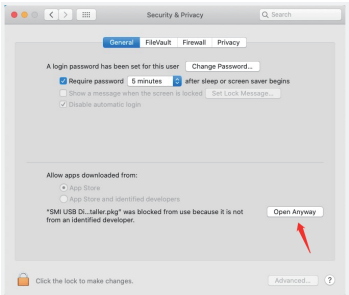 Security & Privacy
Search
General FileVault Firewall Privacy
A login password has been set for this user Change Password...
Require password 5 minutes after sleep or screen saver begins
Show a message when the screen is locked Set Lock Message...
Disable automatic login
Allow apps downloaded from:
App Store
App Store and identified developers
"SMI USB Di...taller.pkg" was blocked from use because it is not Open Anyway
from an identified developer.
Click the lock to make changes. Advanced... ?